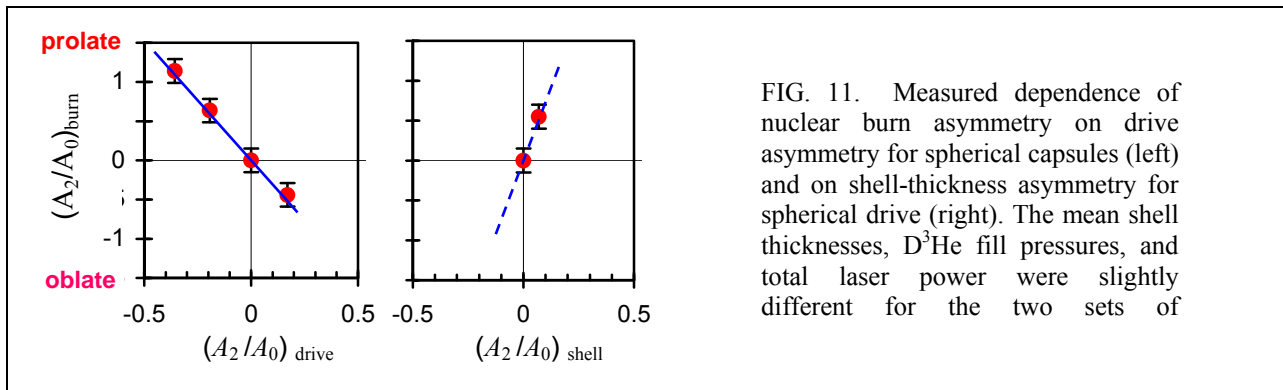 prolate
1
0
-1
oblate
(A2/A0)burn
-0.5 0 0.5
(A2/A0) drive
-0.5 0 0.5
(A2/A0) shell
FIG. 11. Measured dependence of
nuclear burn asymmetry on drive
asymmetry for spherical capsules (left)
and on shell-thickness asymmetry for
spherical drive (right). The mean shell
thicknesses, D³He fill pressures, and
total laser power were slightly
different for the two sets of